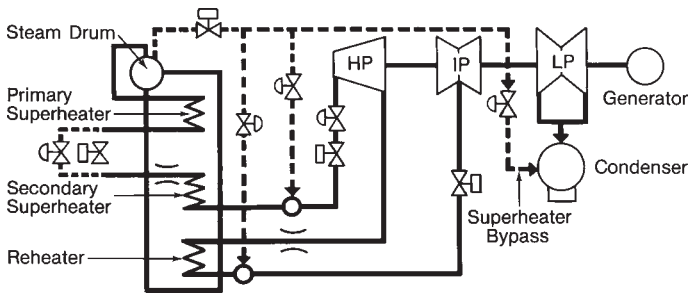 Steam Drum
HP
IP
LP
Primary
Superheater
Generator
Condenser
Secondary
Superheater
Superheater
Bypass
Reheater